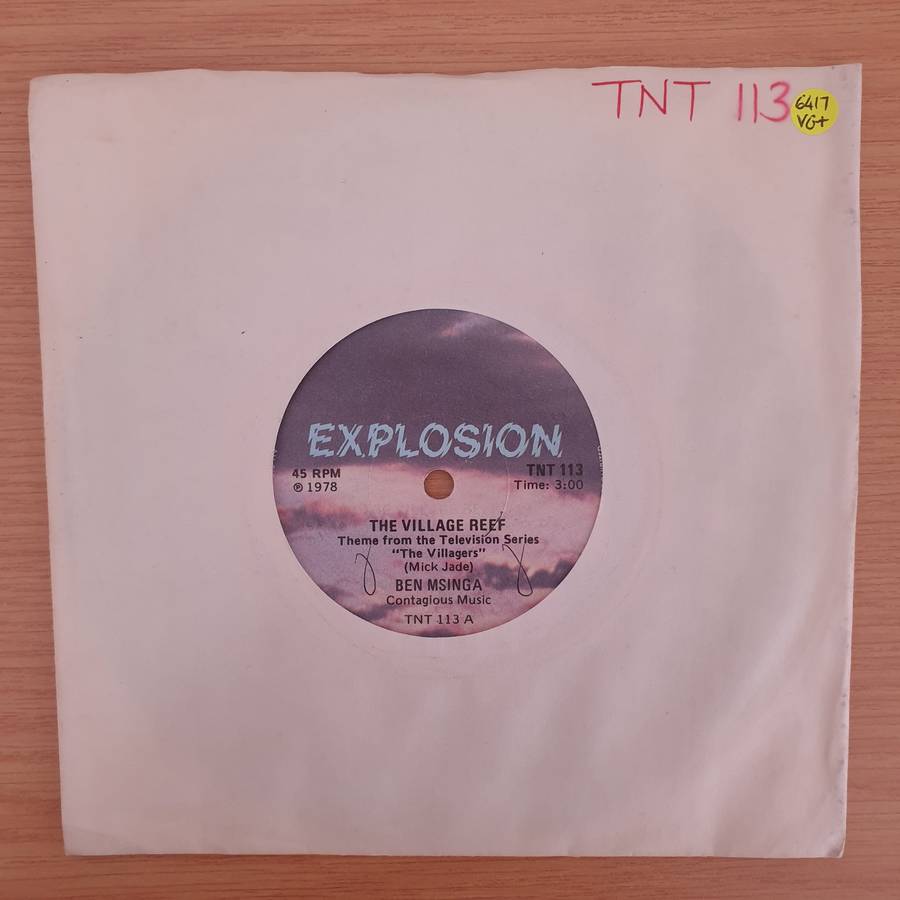 TNT 113
6417
VG+
EXPLOSION
45 RPM
℗ 1978
TNT 113
Time: 3:00
THE VILLAGE REEF
Theme from the Television Series
"The Villagers"
(Mick Jade)
BEN MSINGA
Contagious Music
TNT 113 A